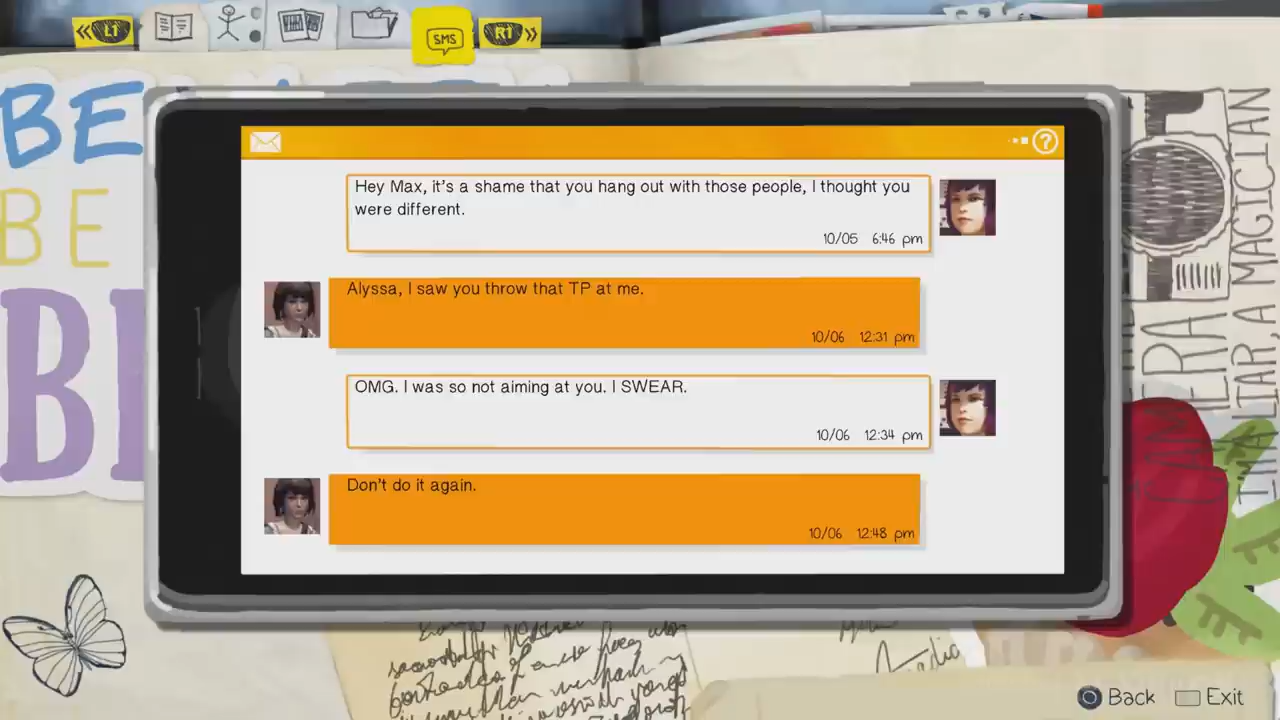 L1
SMS
R1
BE
BE
Hey Max, it's a shame that you hang out with those people, I thought you
were different.
10/05 6:46 pm
Alyssa, I saw you throw that TP at me.
10/06 12:31 pm
OMG. I was so not aiming at you. I SWEAR.
10/06 12:34 pm
Don't do it again.
10/06 12:48 pm
MAGICIAN
Back
Exit